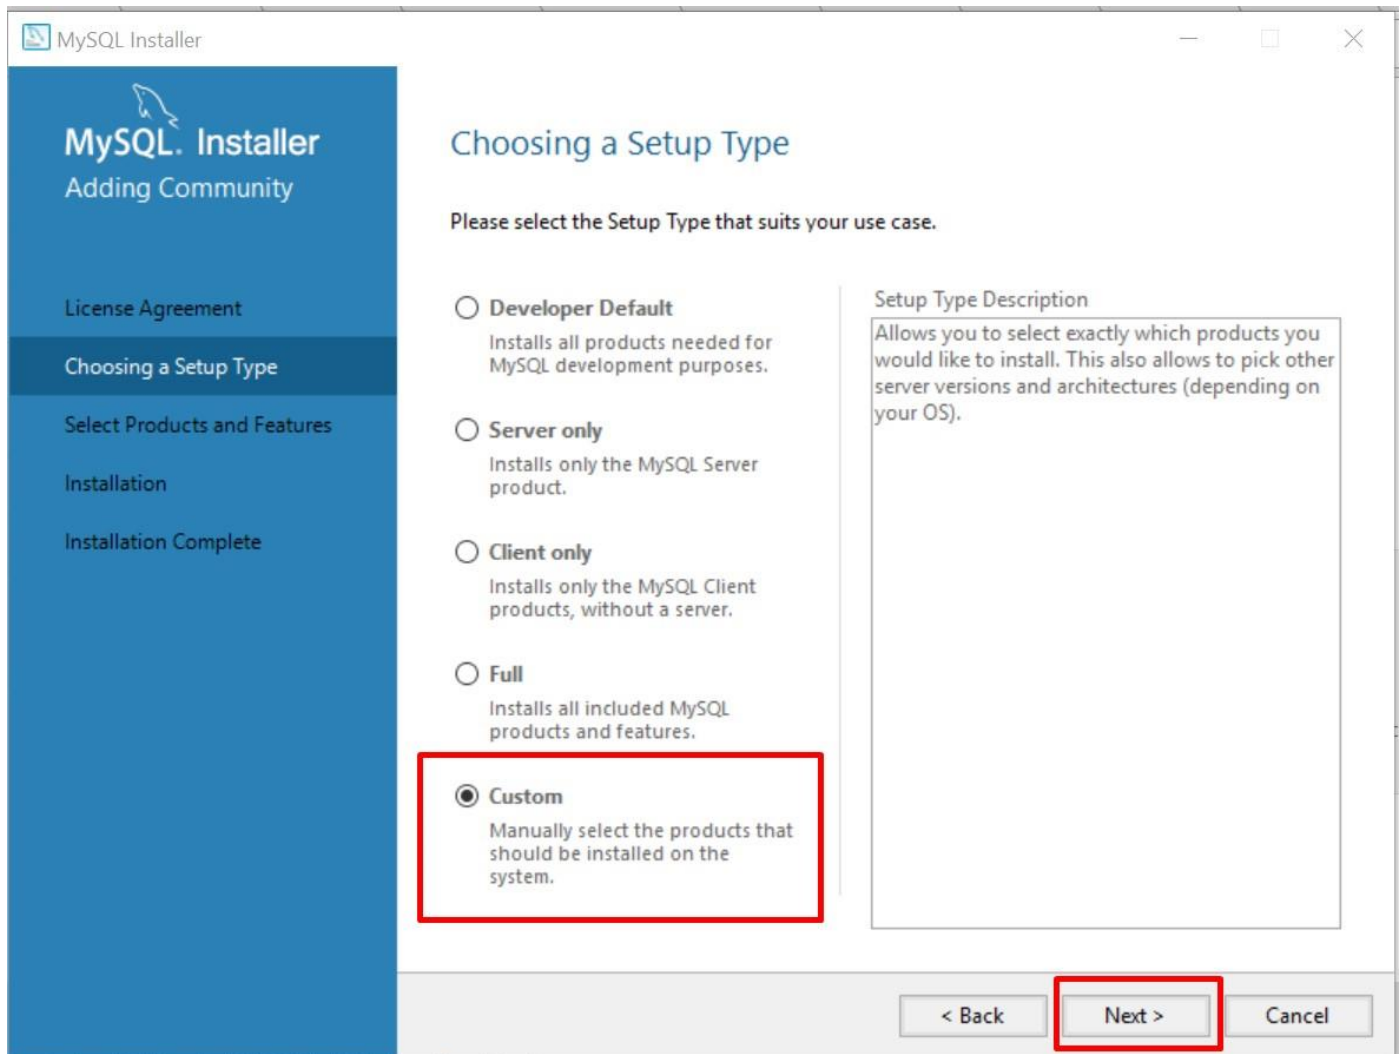 MySQL Installer
MySQL. Installer
Adding Community
License Agreement
Choosing a Setup Type
Select Products and Features
Installation
Installation Complete
Choosing a Setup Type
Please select the Setup Type that suits your use case.
Developer Default
Installs all products needed for
MySQL development purposes.
Server only
Installs only the MySQL Server
product.
Client only
Installs only the MySQL Client
products, without a server.
Full
Installs all included MySQL
products and features.
Custom
Manually select the products that
should be installed on the
system.
Setup Type Description
Allows you to select exactly which products you
would like to install. This also allows to pick other
server versions and architectures (depending on
your OS).
< Back
Next >
Cancel